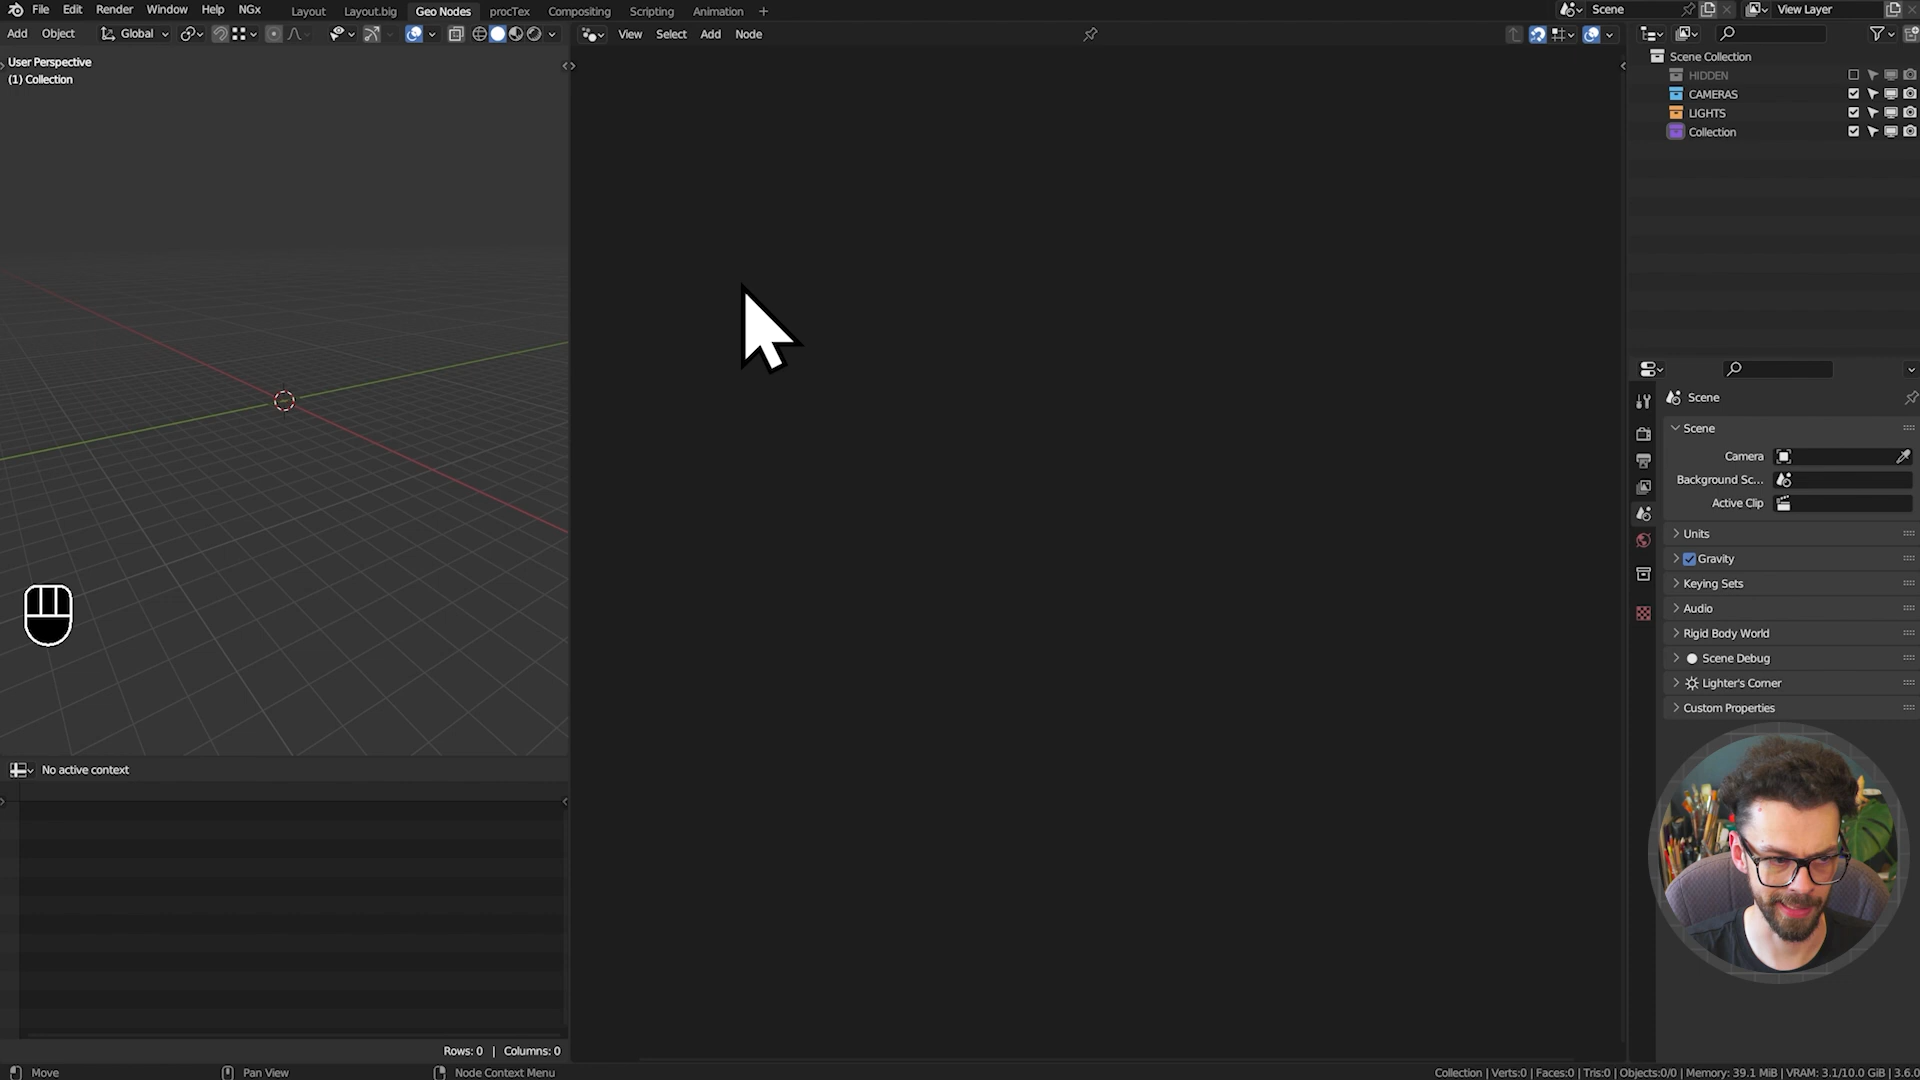 File Edit Render Window Help NGx Layout Layout.big Geo Nodes procTex Compositing Scripting Animation + Scene View Layer
Add Object Global View Select Add Node
User Perspective
(1) Collection
Scene Collection
HIDDEN
CAMERAS
LIGHTS
Collection
Scene
Scene
Camera
Background Sc...
Active Clip
Units
Gravity
Keying Sets
Audio
Rigid Body World
Scene Debug
Lighter's Corner
Custom Properties
No active context
Rows: 0 | Columns: 0
Move Pan View Node Context Menu Collection | Verts:0 | Faces:0 | Tris:0 | Objects:0/0 | Memory: 39.1 MiB | VRAM: 3.1/10.0 GiB | 3.6.0